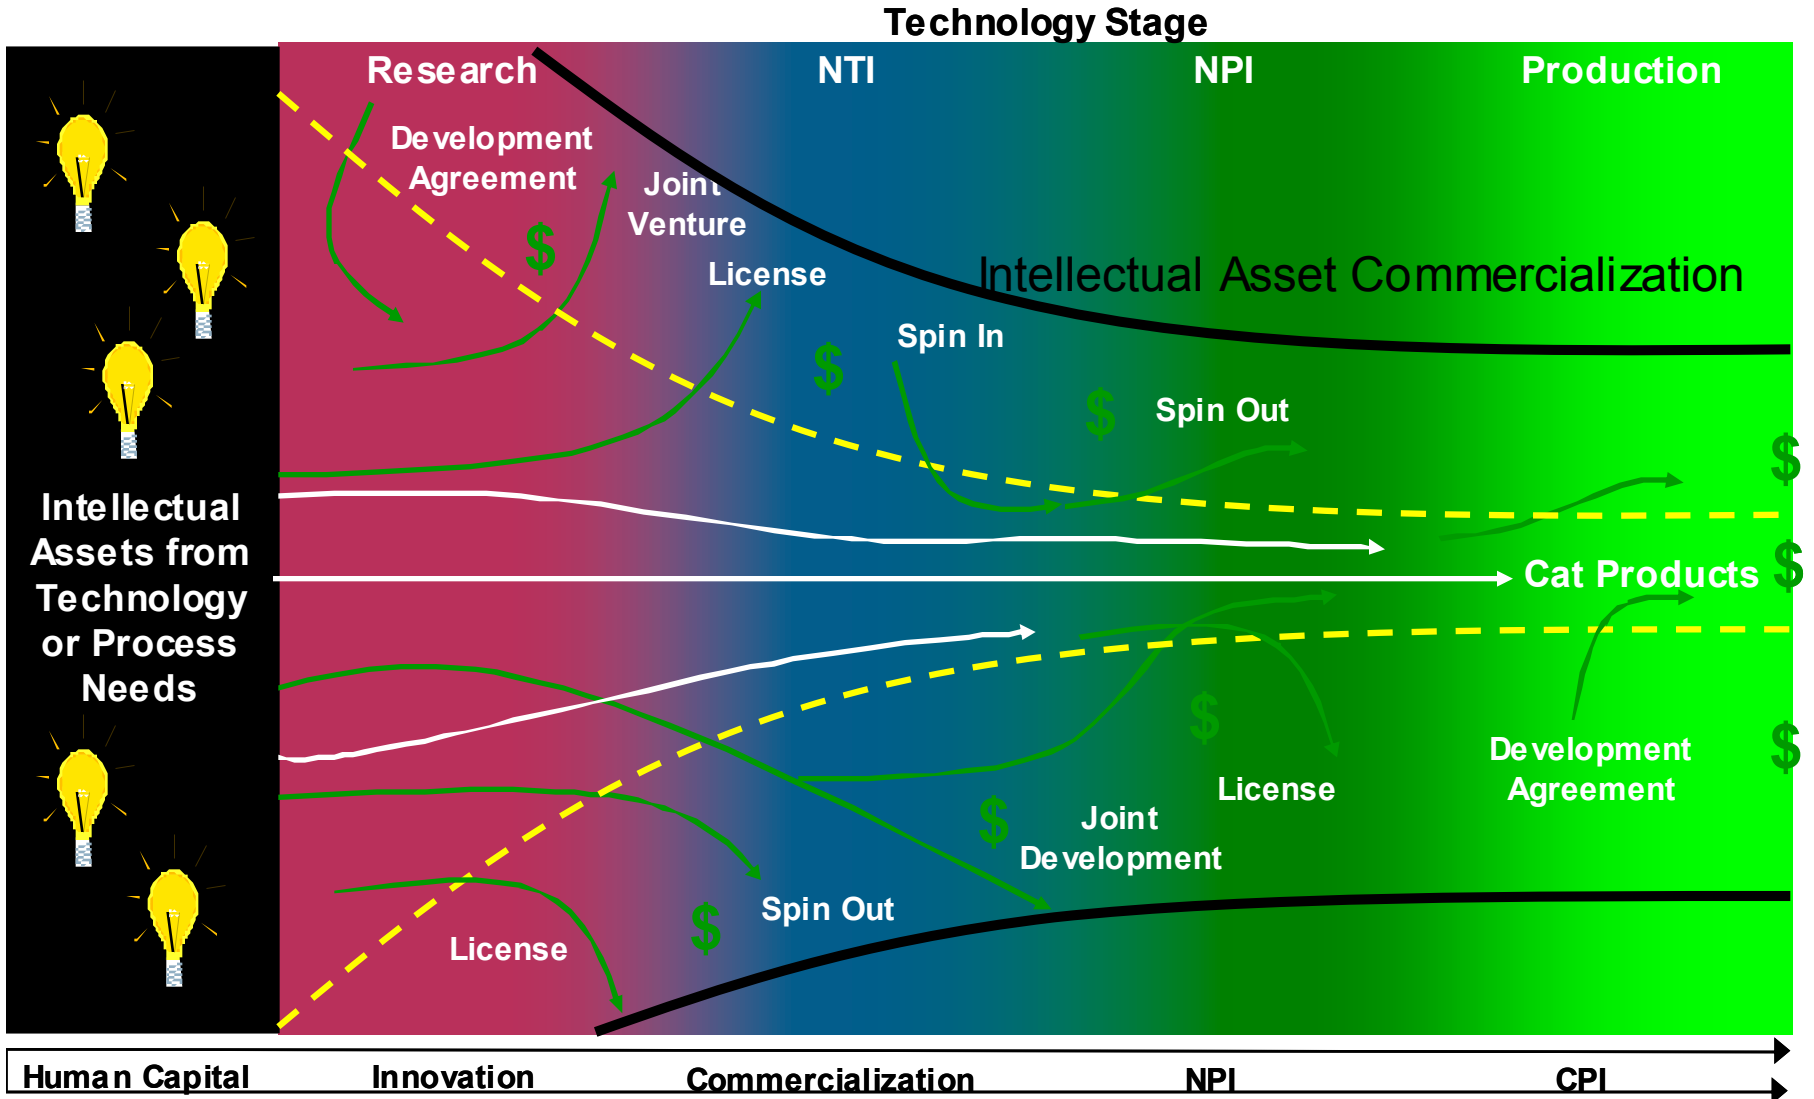 Technology Stage
Research
NTI
NPI
Production
Development
Agreement
Joint
Venture
$
License
Intellectual Asset Commercialization
Spin In
$
$
Spin Out
$
Intellectual
Assets from
Technology
or Process
Needs
Cat Products
$
$
License
Development
Agreement
$
$
Joint
Development
Spin Out
$
License
Human Capital
Innovation
Commercialization
NPI
CPI